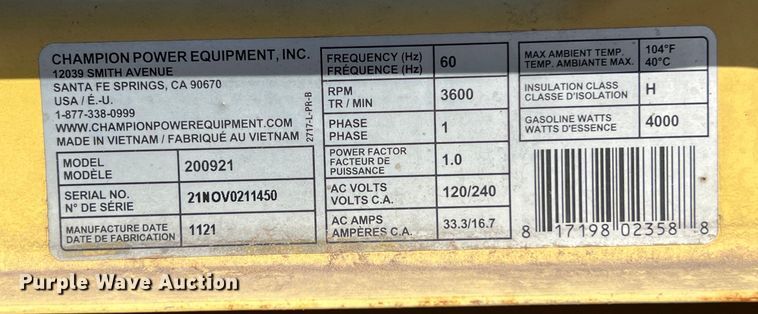 CHAMPION POWER EQUIPMENT, INC.
12039 SMITH AVENUE
SANTA FE SPRINGS, CA 90670
USA / É.-U.
1-877-338-0999
WWW.CHAMPIONPOWEREQUIPMENT.COM
MADE IN VIETNAM / FABRIQUÉ AU VIETNAM
2717-L-PR-B
MODEL
MODÈLE
200921
SERIAL NO.
N° DE SÉRIE
21NOV0211450
MANUFACTURE DATE
DATE DE FABRICATION
1121
FREQUENCY (Hz)
FRÉQUENCE (Hz)
60
RPM
TR / MIN
3600
PHASE
PHASE
1
POWER FACTOR
FACTEUR DE
PUISSANCE
1.0
AC VOLTS
VOLTS C.A.
120/240
AC AMPS
AMPÈRES C.A.
33.3/16.7
MAX AMBIENT TEMP.
TEMP. AMBIANTE MAX.
104°F
40°C
INSULATION CLASS
CLASSE D'ISOLATION
H
GASOLINE WATTS
WATTS D'ESSENCE
4000
8 17198 02358 8
Purple Wave Auction